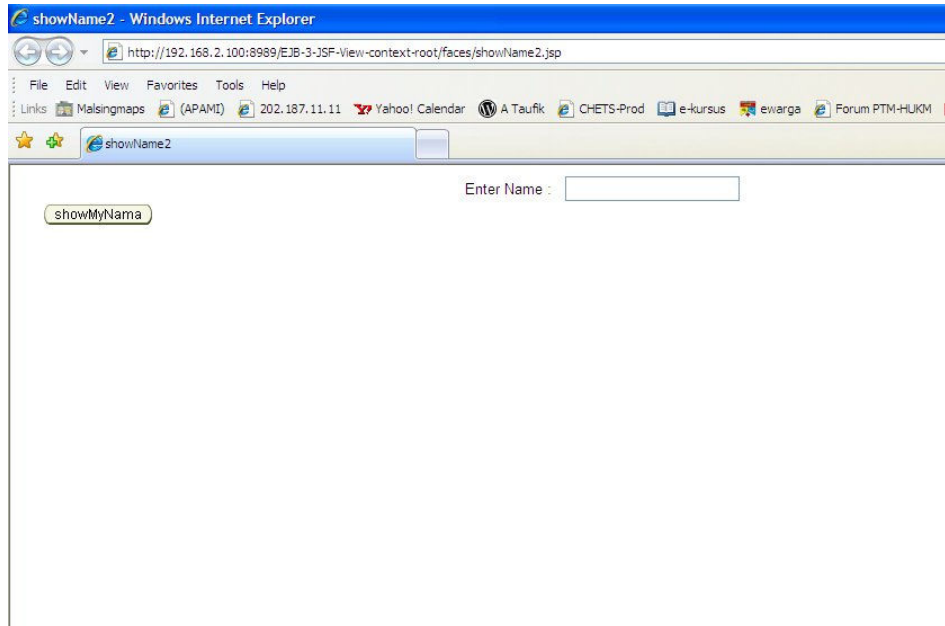 showName2 - Windows Internet Explorer
http://192.168.2.100:8989/EJB-3-JSF-View-context-root/faces/showName2.jsp
File Edit View Favorites Tools Help
Links Malsingmaps (APAMI) 202.187.11.11 Yahoo! Calendar A Taufik CHETS-Prod e-kursus ewarga Forum PTM-HUKM
showName2
Enter Name :
showMyNama